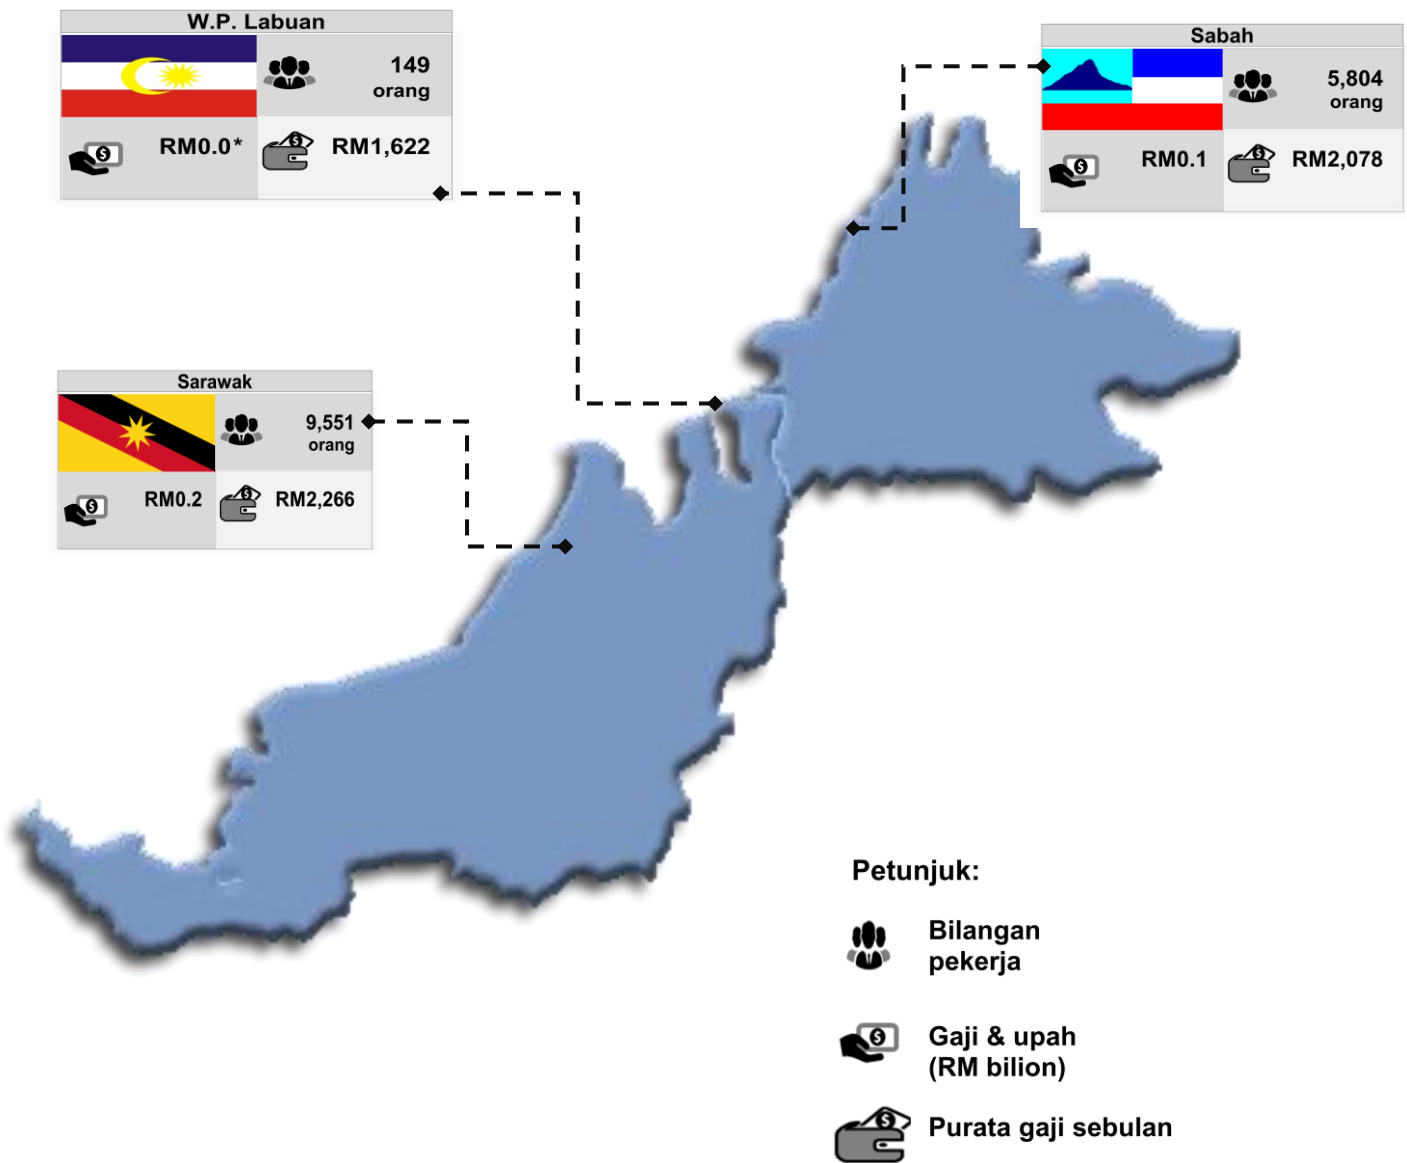 W.P. Labuan
149
orang
RM0.0*
RM1,622
Sabah
5,804
orang
RM0.1
RM2,078
Sarawak
9,551
orang
RM0.2
RM2,266
Petunjuk:
Bilangan
pekerja
Gaji & upah
(RM bilion)
Purata gaji sebulan